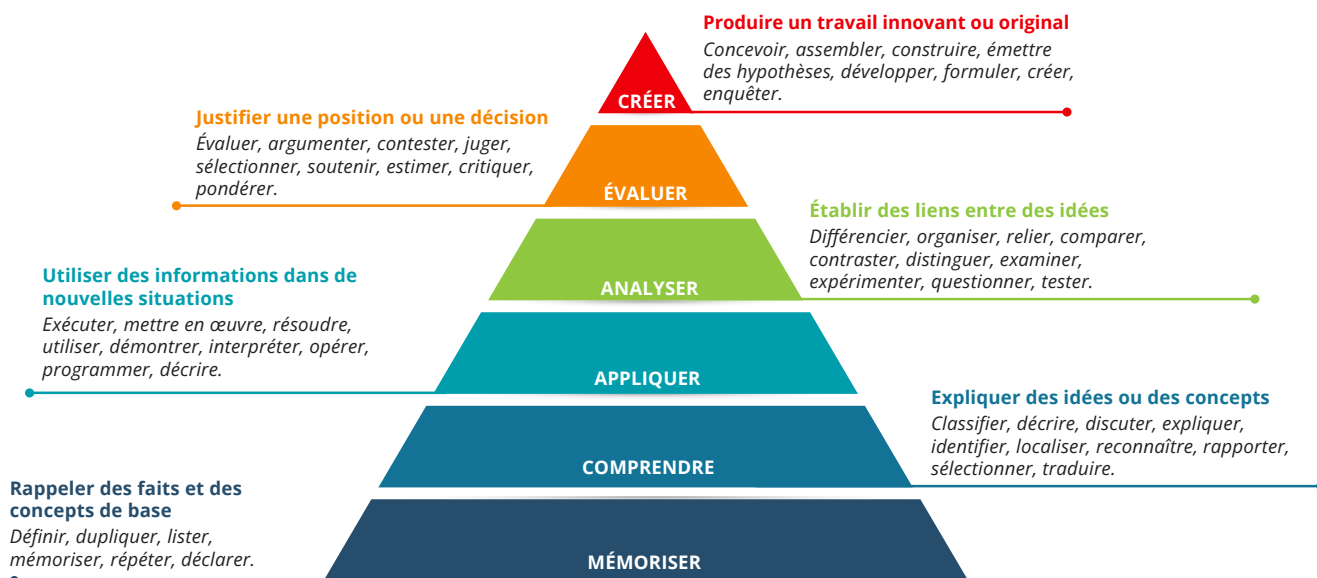 Produire un travail innovant ou original
Concevoir, assembler, construire, émettre
des hypothèses, développer, formuler, créer,
enquêter.
CRÉER
Justifier une position ou une décision
Évaluer, argumenter, contester, juger,
sélectionner, soutenir, estimer, critiquer,
pondérer.
ÉVALUER
Établir des liens entre des idées
Différencier, organiser, relier, comparer,
contraster, distinguer, examiner,
expérimenter, questionner, tester.
ANALYSER
Utiliser des informations dans de
nouvelles situations
Exécuter, mettre en œuvre, résoudre,
utiliser, démontrer, interpréter, opérer,
programmer, décrire.
APPLIQUER
Expliquer des idées ou des concepts
Classifier, décrire, discuter, expliquer,
identifier, localiser, reconnaître, rapporter,
sélectionner, traduire.
COMPRENDRE
Rappeler des faits et des
concepts de base
Définir, dupliquer, lister,
mémoriser, répéter, déclarer.
MÉMORISER